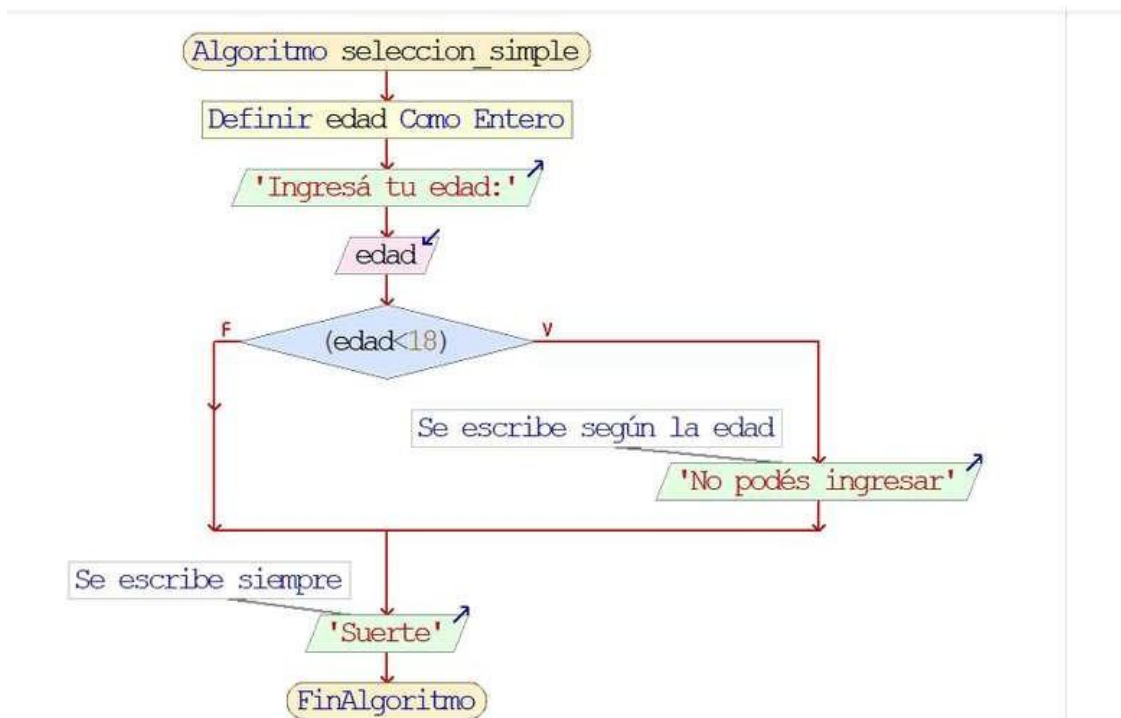 Algoritmo seleccion_simple
Definir edad Como Entero
'Ingresá tu edad:'
edad
F
(edad<18)
V
Se escribe según la edad
'No podés ingresar'
Se escribe siempre
'Suerte'
FinAlgoritmo